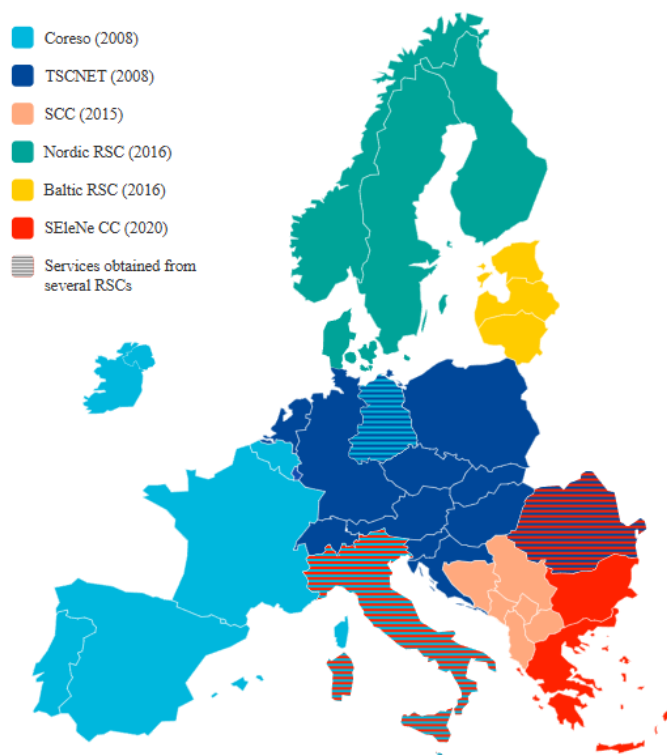 Coreso (2008)
TSCNET (2008)
SCC (2015)
Nordic RSC (2016)
Baltic RSC (2016)
SEleNe CC (2020)
Services obtained from
several RSCs